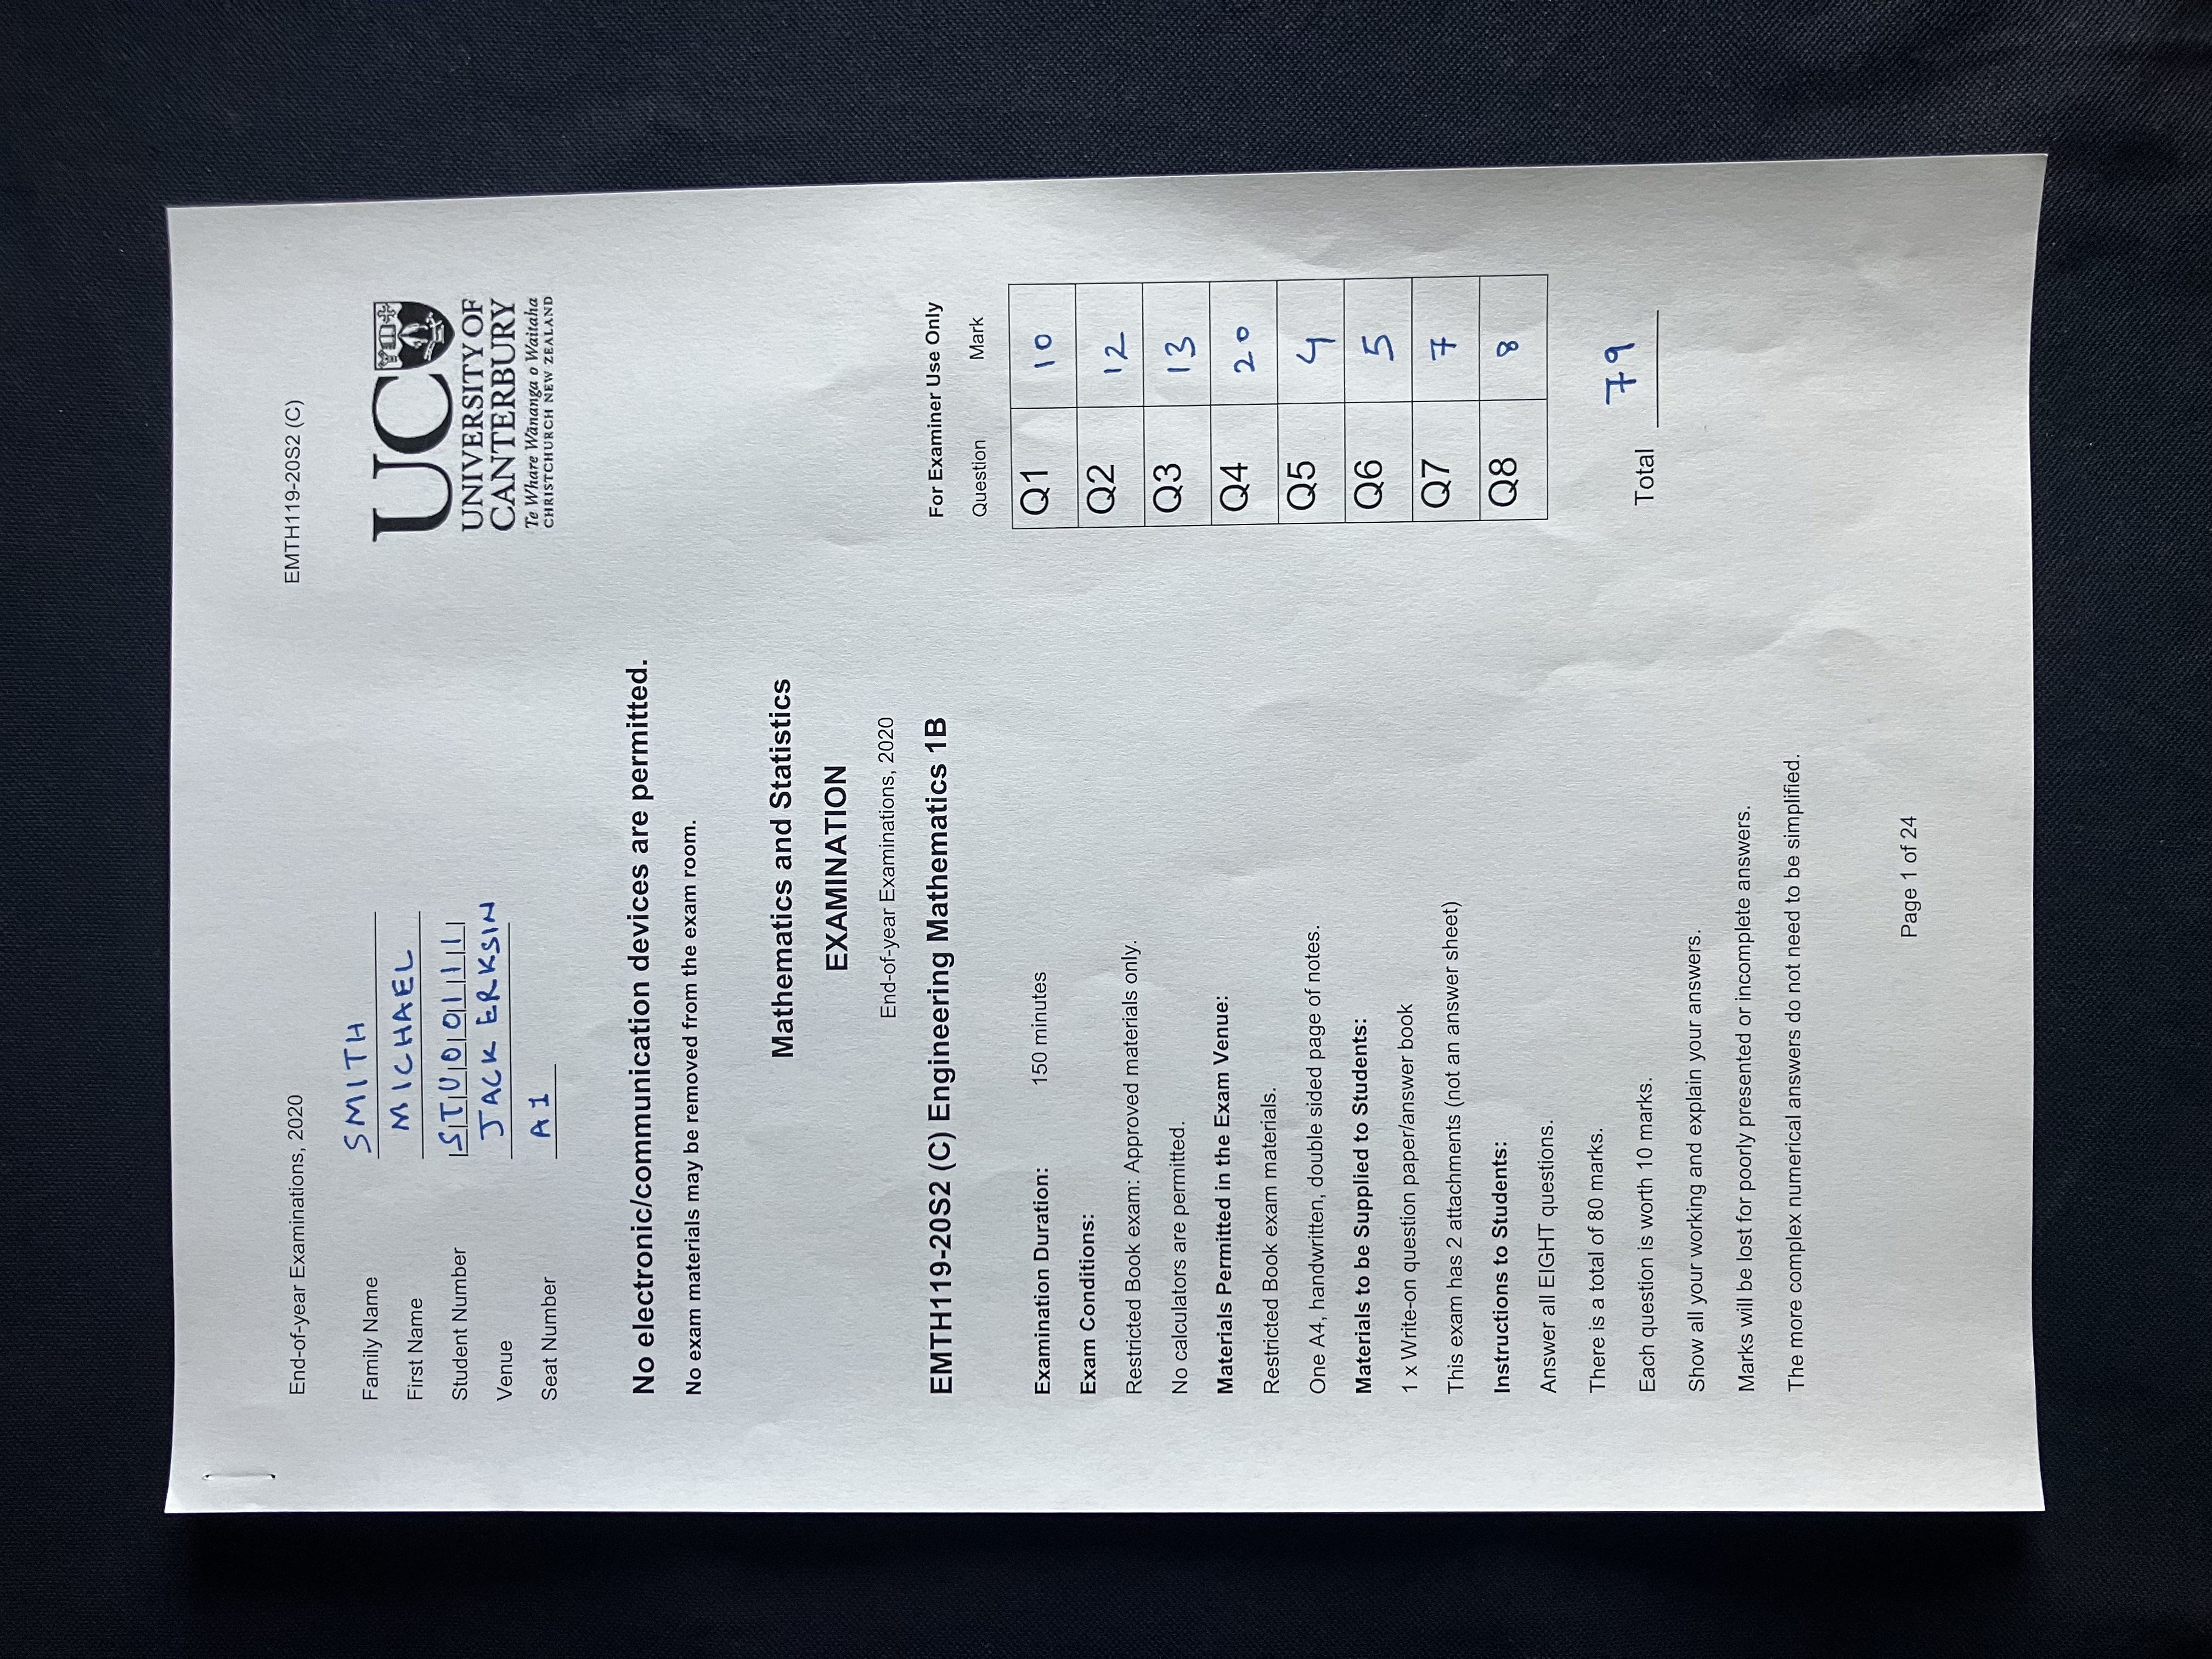 End-of-year Examinations, 2020 EMTH119-20S2 (C)
Family Name SMITH
First Name MICHAEL
Student Number STU00111
Venue JACK ERKSIN
Seat Number A1
UC
UNIVERSITY OF
CANTERBURY
Te Whare Wānanga o Waitaha
CHRISTCHURCH NEW ZEALAND
No electronic/communication devices are permitted.
No exam materials may be removed from the exam room.
Mathematics and Statistics
EXAMINATION
End-of-year Examinations, 2020
EMTH119-20S2 (C) Engineering Mathematics 1B
Examination Duration: 150 minutes
Exam Conditions:
Restricted Book exam: Approved materials only.
No calculators are permitted.
Materials Permitted in the Exam Venue:
Restricted Book exam materials.
One A4, handwritten, double sided page of notes.
Materials to be Supplied to Students:
1 x Write-on question paper/answer book
This exam has 2 attachments (not an answer sheet)
Instructions to Students:
Answer all EIGHT questions.
There is a total of 80 marks.
Each question is worth 10 marks.
Show all your working and explain your answers.
Marks will be lost for poorly presented or incomplete answers.
The more complex numerical answers do not need to be simplified.
For Examiner Use Only
Question Mark
Q1 10
Q2 12
Q3 13
Q4 20
Q5 4
Q6 5
Q7 7
Q8 8
Total 79
Page 1 of 24